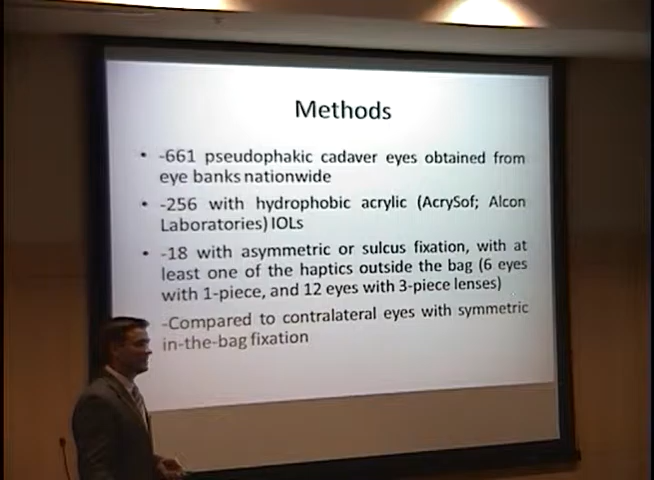 Methods
• -661 pseudophakic cadaver eyes obtained from
eye banks nationwide
• -256 with hydrophobic acrylic (AcrySof; Alcon
Laboratories) IOLs
• -18 with asymmetric or sulcus fixation, with at
least one of the haptics outside the bag (6 eyes
with 1-piece, and 12 eyes with 3-piece lenses)
-Compared to contralateral eyes with symmetric
in-the-bag fixation